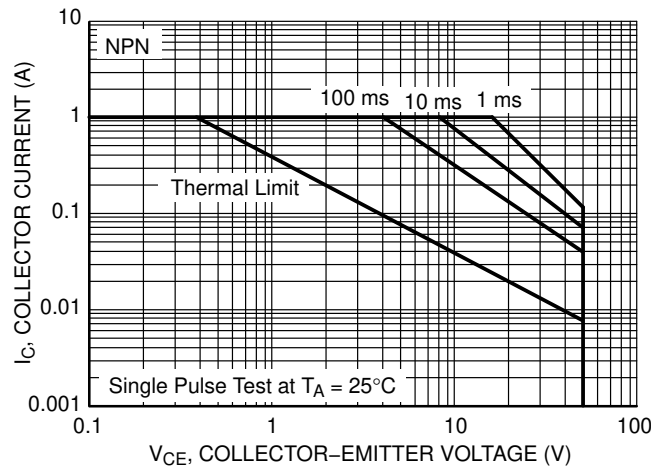 10
NPN
100 ms
10 ms
1 ms
1
Thermal Limit
0.1
0.01
Single Pulse Test at TA = 25°C
0.001
0.1
1
10
100
IC, COLLECTOR CURRENT (A)
VCE, COLLECTOR−EMITTER VOLTAGE (V)